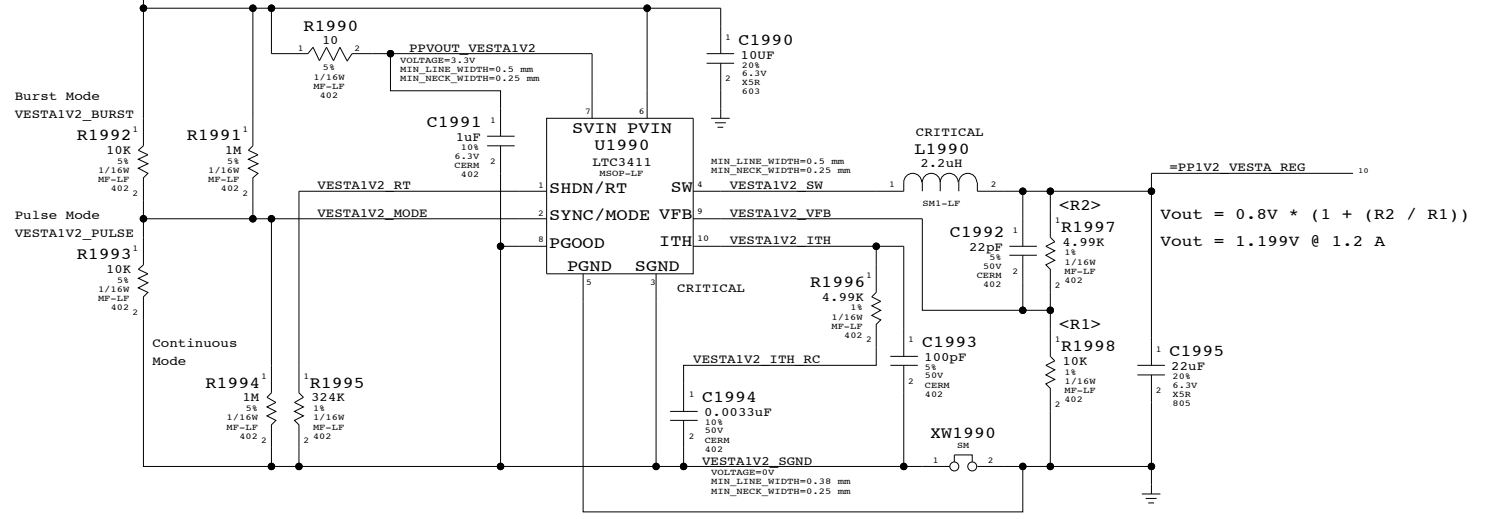 R1990
10
1 2
5%
1/16W
MF-LF
402
PPVOUT_VESTA1V2
VOLTAGE=3.3V
MIN_LINE_WIDTH=0.5 mm
MIN_NECK_WIDTH=0.25 mm
1
C1990
10UF
20%
6.3V
X5R
603
2
Burst Mode
VESTA1V2_BURST
R1992
1
10K
5%
1/16W
MF-LF
402
2
R1991
1
1M
5%
1/16W
MF-LF
402
2
C1991
1
1uF
10%
6.3V
CERM
402
2
7 6
SVIN PVIN
U1990
LTC3411
MSOP-LF
1 SHDN/RT
SW 4
2 SYNC/MODE VFB 9
8 PGOOD
ITH 10
PGND SGND
5 3
CRITICAL
VESTA1V2_RT
VESTA1V2_MODE
MIN_LINE_WIDTH=0.5 mm
MIN_NECK_WIDTH=0.25 mm
VESTA1V2_SW
VESTA1V2_VFB
VESTA1V2_ITH
CRITICAL
L1990
2.2uH
1 2
SM1-LF
=PP1V2_VESTA_REG 10
Vout = 0.8V * (1 + (R2 / R1))
Vout = 1.199V @ 1.2 A
Pulse Mode
VESTA1V2_PULSE
R1993
1
10K
5%
1/16W
MF-LF
402
2
Continuous
Mode
R1994
1
1M
5%
1/16W
MF-LF
402
2
1
R1995
324K
1%
1/16W
MF-LF
402
2
C1992
1
22pF
5%
50V
CERM
402
2
<R2>
1
R1997
4.99K
1%
1/16W
MF-LF
402
2
R1996
1
4.99K
1%
1/16W
MF-LF
402
2
<R1>
1
R1998
10K
1%
1/16W
MF-LF
402
2
1
C1993
100pF
5%
50V
CERM
402
2
VESTA1V2_ITH_RC
1
C1994
0.0033uF
10%
50V
CERM
402
2
1
C1995
22uF
20%
6.3V
X5R
805
2
XW1990
SM
1 2
VESTA1V2_SGND
VOLTAGE=0V
MIN_LINE_WIDTH=0.38 mm
MIN_NECK_WIDTH=0.25 mm